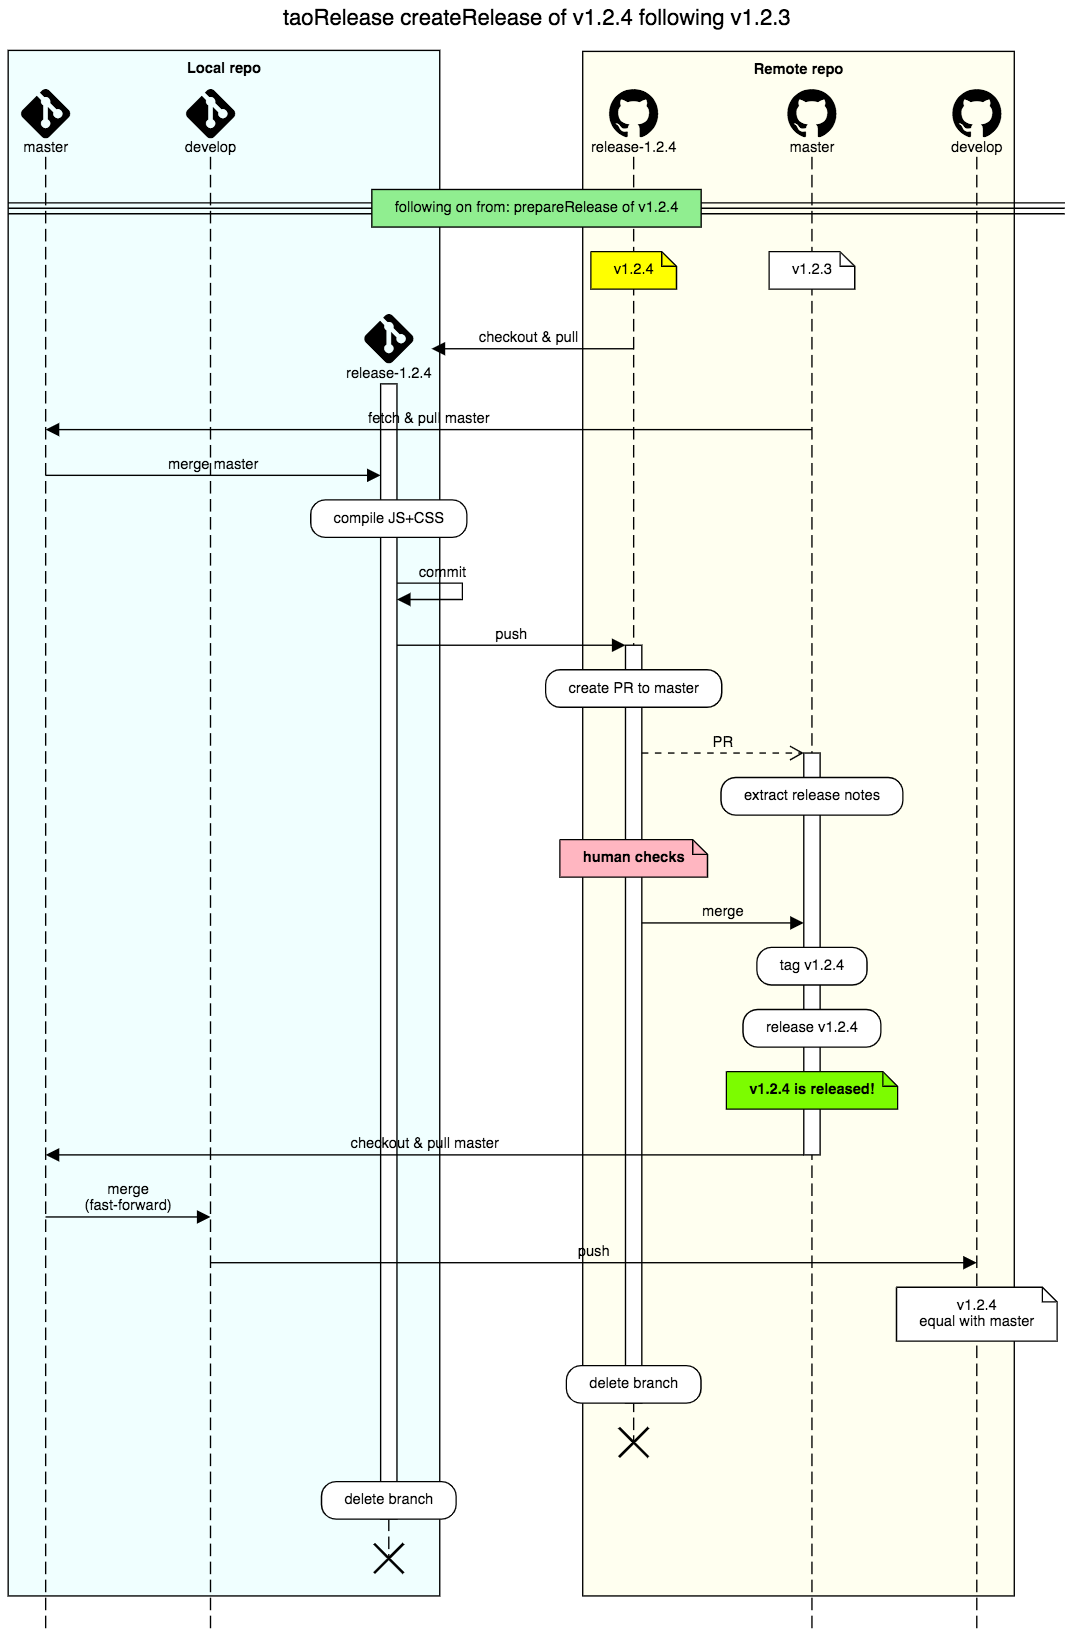 taoRelease createRelease of v1.2.4 following v1.2.3
Local repo
Remote repo
master
develop
release-1.2.4
master
develop
following on from: prepareRelease of v1.2.4
v1.2.4
v1.2.3
checkout & pull
release-1.2.4
fetch & pull master
merge master
compile JS+CSS
commit
push
create PR to master
PR
extract release notes
human checks
merge
tag v1.2.4
release v1.2.4
v1.2.4 is released!
checkout & pull master
merge
(fast-forward)
push
v1.2.4
equal with master
delete branch
delete branch